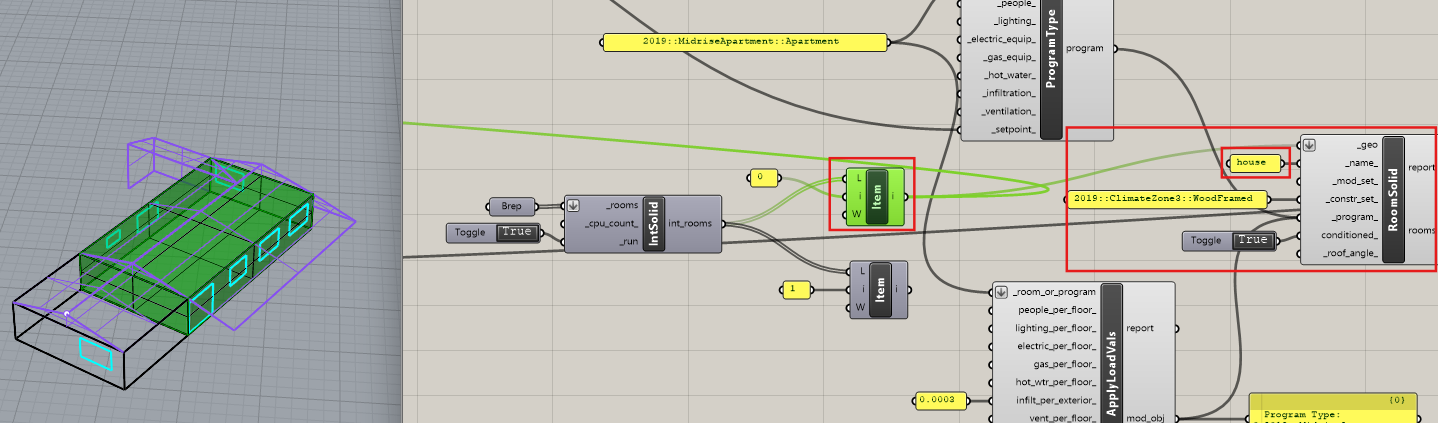 _people_
_lighting_
_electric_equip_
_gas_equip_
_hot_water_
_infiltration_
_ventilation_
_setpoint_
ProgramType
program
2019::MidriseApartment::Apartment
0
L
i
W
Item
i
Brep
Toggle True
_rooms
_cpu_count_
_run
IntSolid
int_rooms
1
L
i
W
Item
i
house
2019::ClimateZone3::WoodFramed
Toggle True
_geo
_name_
_mod_set_
_constr_set_
_program_
conditioned_
_roof_angle_
RoomSolid
report
rooms
_room_or_program
people_per_floor_
lighting_per_floor_
electric_per_floor_
gas_per_floor_
hot_wtr_per_floor_
infilt_per_exterior_
vent_per_floor_
ApplyLoadVals
report
mod_obj
0.0003
{0}
Program Type: